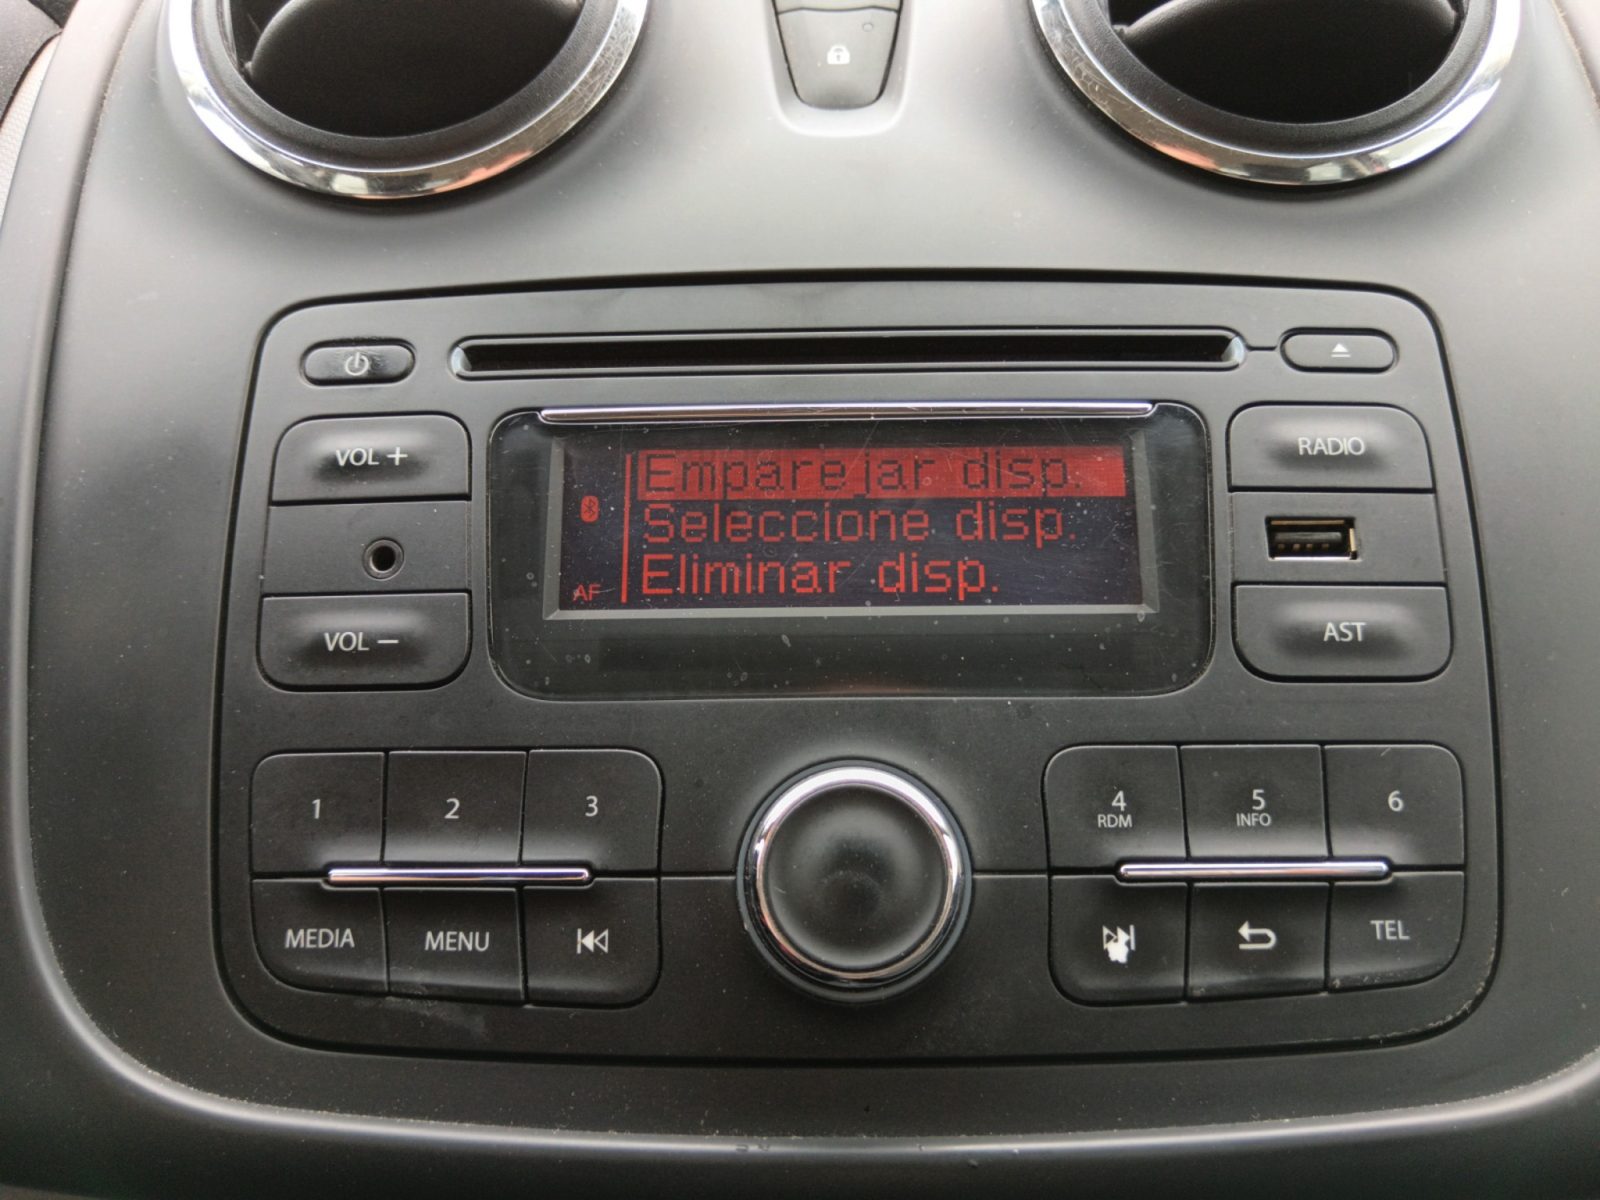 VOL +
RADIO
Emparejar disp.
Seleccione disp.
Eliminar disp.
AF
VOL −
AST
1
2
3
4
RDM
5
INFO
6
MEDIA
MENU
TEL